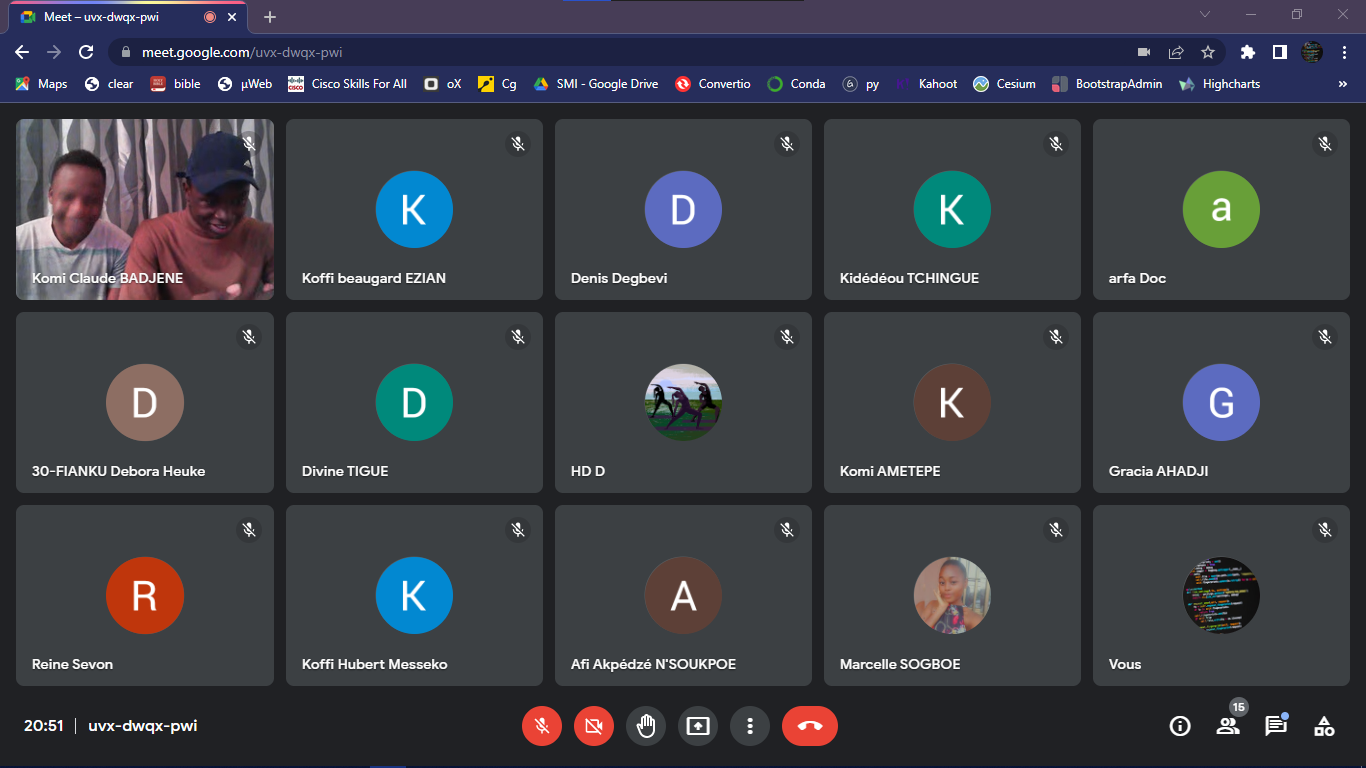 Meet – uvx-dwqx-pwi
meet.google.com/uvx-dwqx-pwi
Maps clear bible µWeb Cisco Skills For All oX Cg SMI - Google Drive Convertio Conda py Kahoot Cesium BootstrapAdmin Highcharts »
Komi Claude BADJENE
K
Koffi beaugard EZIAN
D
Denis Degbevi
K
Kidédéou TCHINGUE
a
arfa Doc
D
30-FIANKU Debora Heuke
D
Divine TIGUE
HD D
K
Komi AMETEPE
G
Gracia AHADJI
R
Reine Sevon
K
Koffi Hubert Messeko
A
Afi Akpédzé N'SOUKPOE
Marcelle SOGBOE
Vous
20:51 | uvx-dwqx-pwi
15